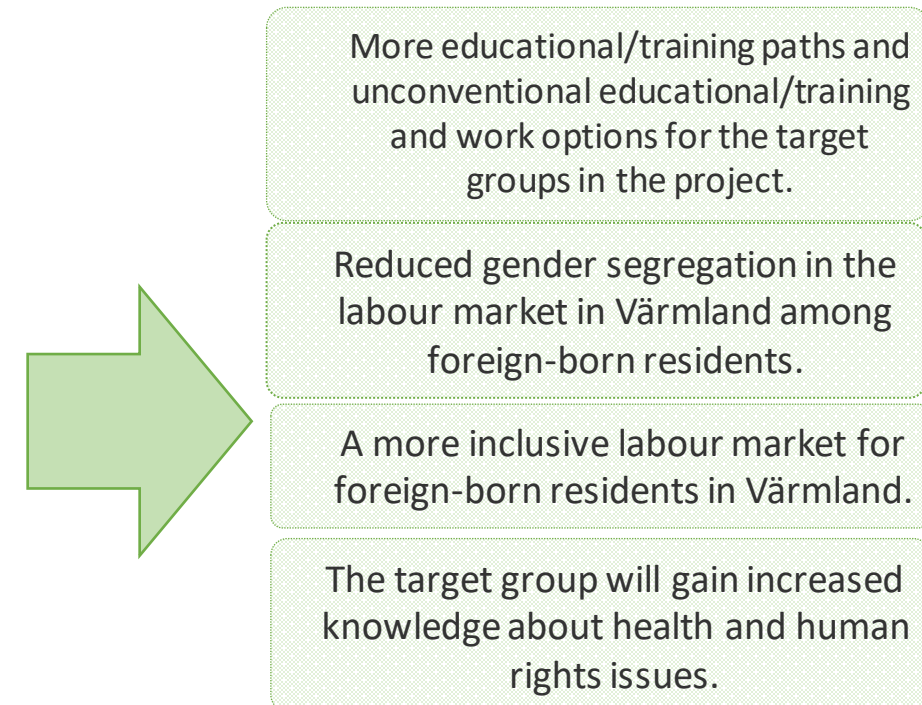 More educational/training paths and
unconventional educational/training
and work options for the target
groups in the project.
Reduced gender segregation in the
labour market in Värmland among
foreign-born residents.
A more inclusive labour market for
foreign-born residents in Värmland.
The target group will gain increased
knowledge about health and human
rights issues.